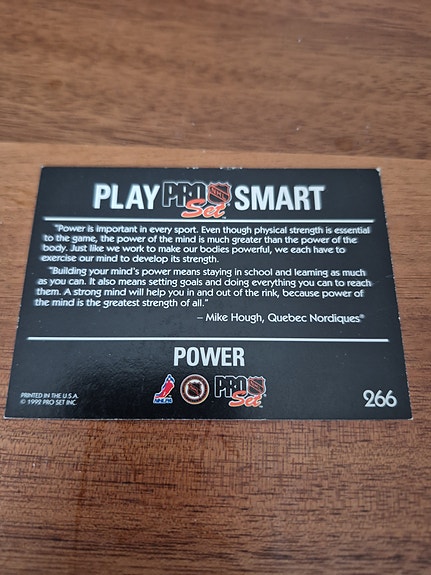 PLAY PRO SET SMART
"Power is important in every sport. Even though physical strength is essential
to the game, the power of the mind is much greater than the power of the
body. Just like we work to make our bodies powerful, we each have to
exercise our mind to develop its strength.
"Building your mind's power means staying in school and learning as much
as you can. It also means setting goals and doing everything you can to reach
them. A strong mind will help you in and out of the rink, because power of
the mind is the greatest strength of all."
– Mike Hough, Quebec Nordiques®
POWER
PRINTED IN THE U.S.A.
© 1992 PRO SET INC.
NHLPA
PRO Set
266